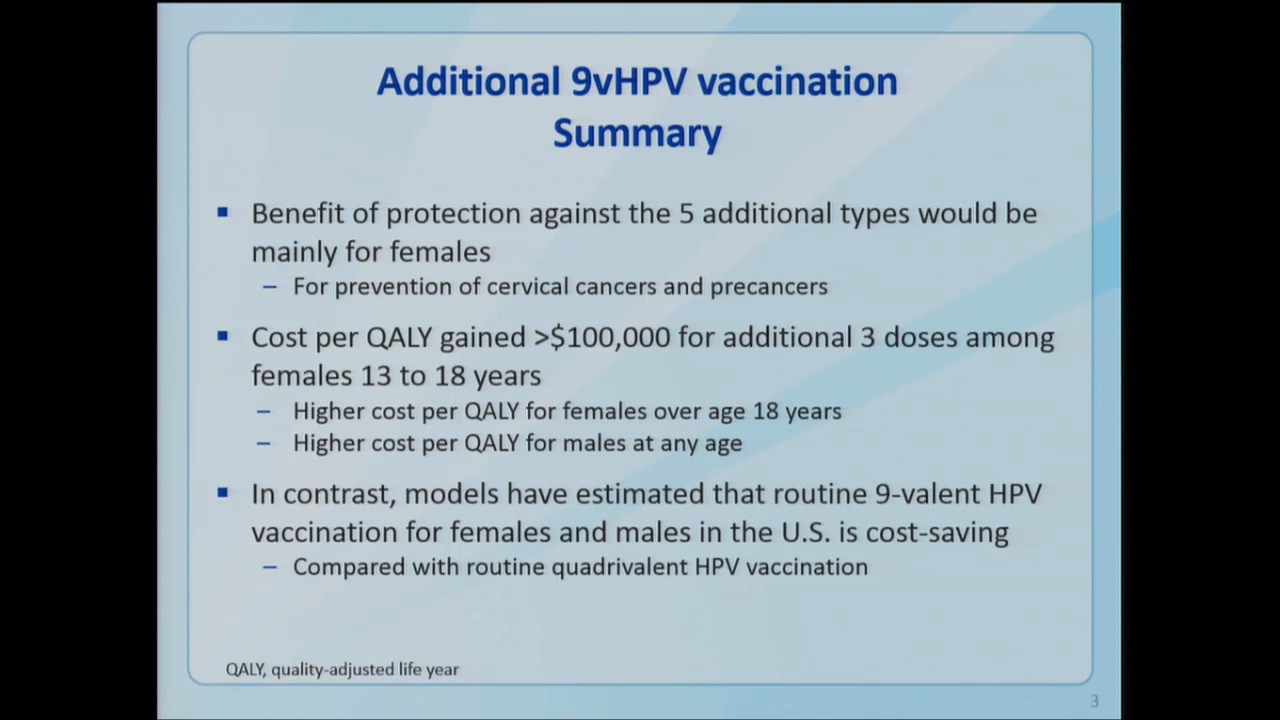 Additional 9vHPV vaccination
Summary
▪ Benefit of protection against the 5 additional types would be
mainly for females
– For prevention of cervical cancers and precancers
▪ Cost per QALY gained >$100,000 for additional 3 doses among
females 13 to 18 years
– Higher cost per QALY for females over age 18 years
– Higher cost per QALY for males at any age
▪ In contrast, models have estimated that routine 9-valent HPV
vaccination for females and males in the U.S. is cost-saving
– Compared with routine quadrivalent HPV vaccination
QALY, quality-adjusted life year
3